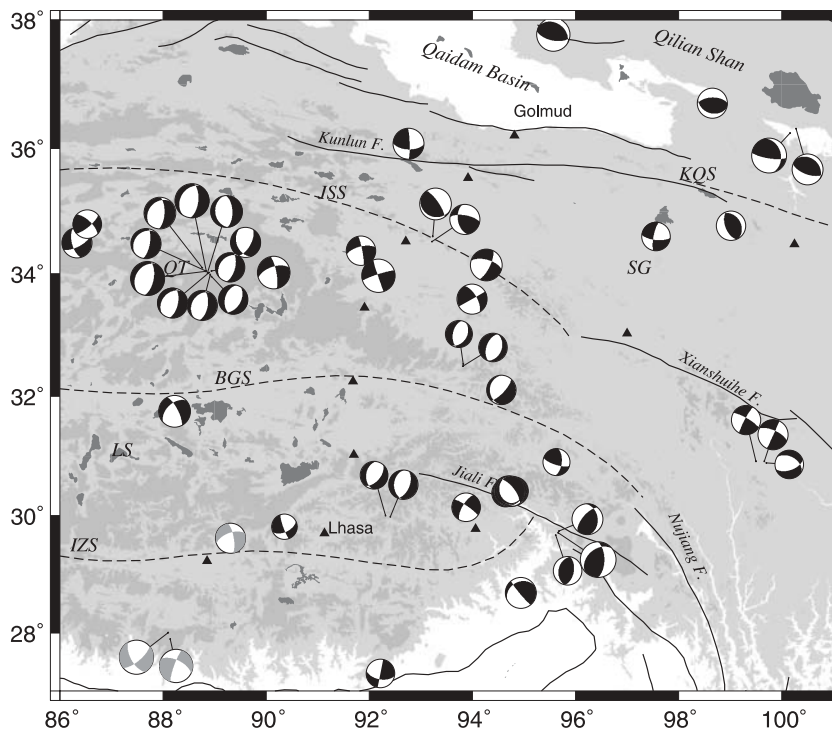 38°
Qaidam Basin
Qilian Shan
Golmud
Kunlun F.
36°
KQS
ISS
SG
34°
QT
Xianshuihe F.
BGS
32°
LS
Jiali F.
30°
Lhasa
IZS
Nujiang F.
28°
86° 88° 90° 92° 94° 96° 98° 100°